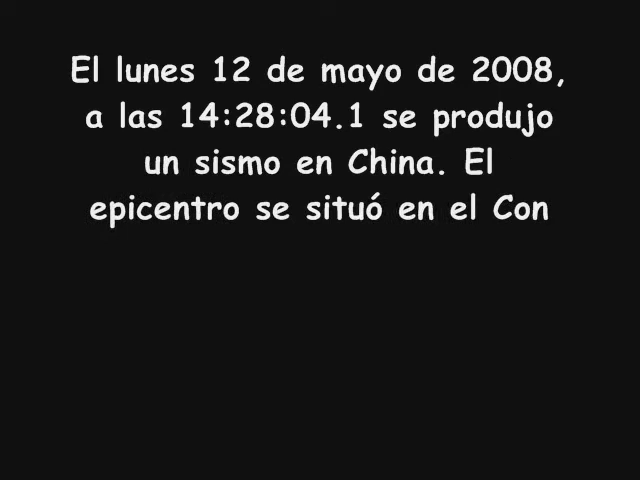 El lunes 12 de mayo de 2008,
a las 14:28:04.1 se produjo
un sismo en China. El
epicentro se situó en el Con